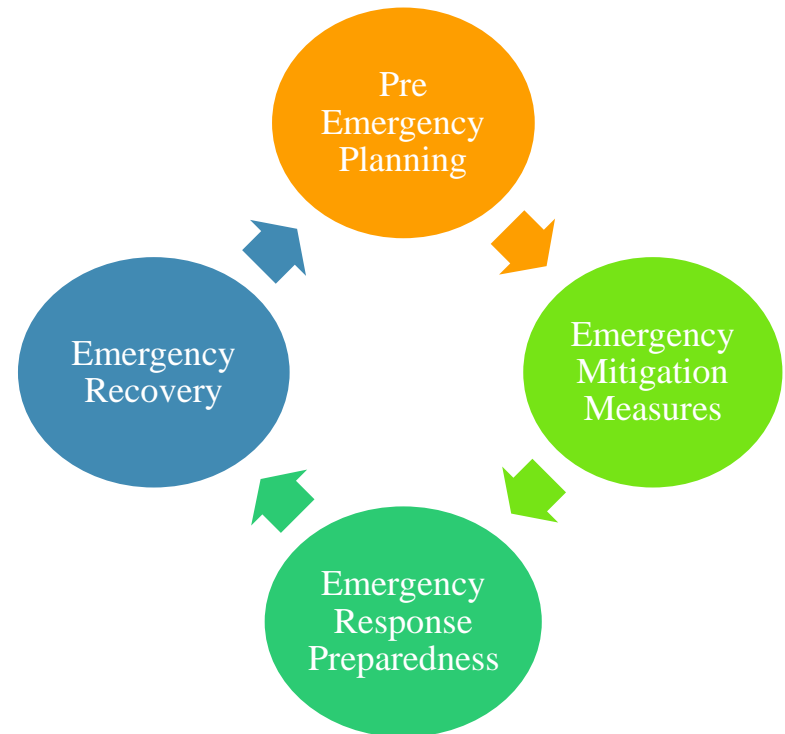 Pre
Emergency
Planning
Emergency
Mitigation
Measures
Emergency
Response
Preparedness
Emergency
Recovery